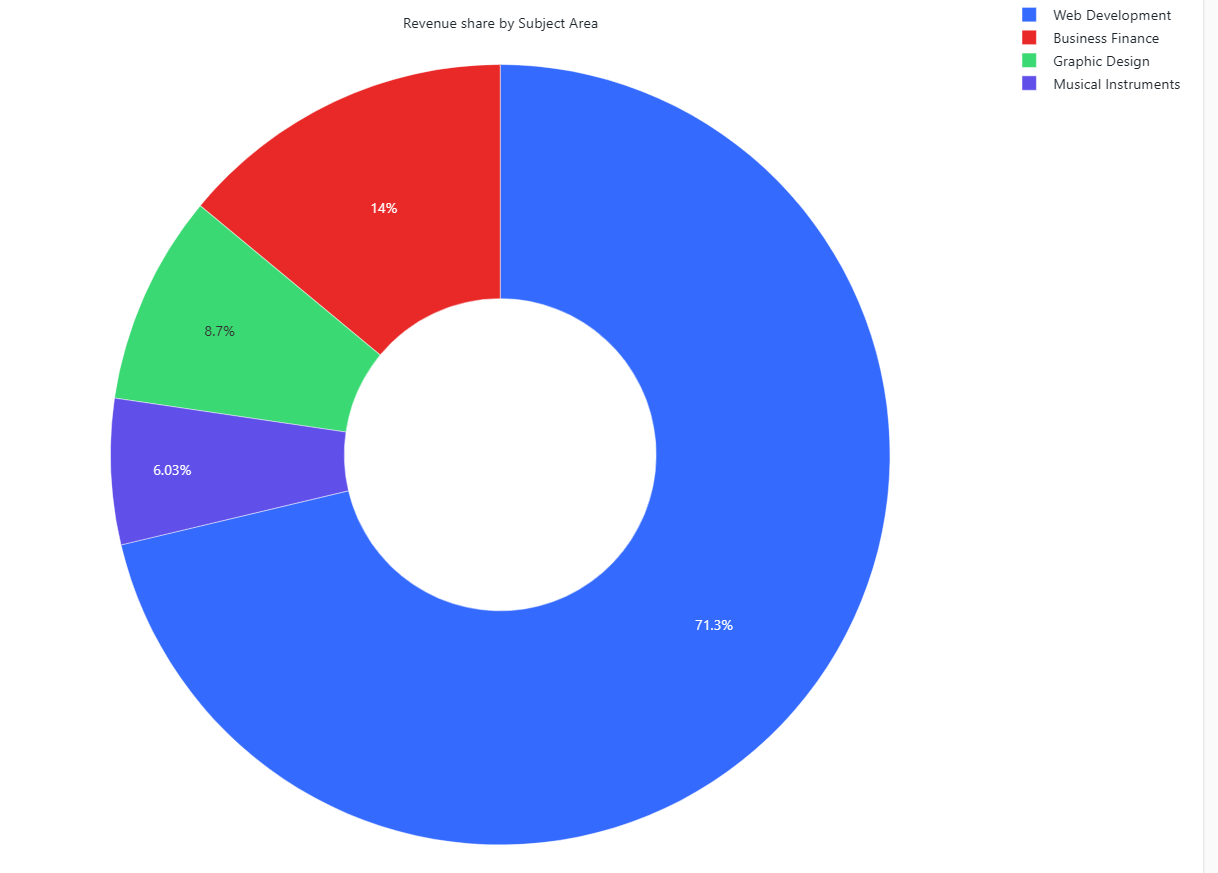 Revenue share by Subject Area
Web Development
Business Finance
Graphic Design
Musical Instruments
14%
8.7%
6.03%
71.3%